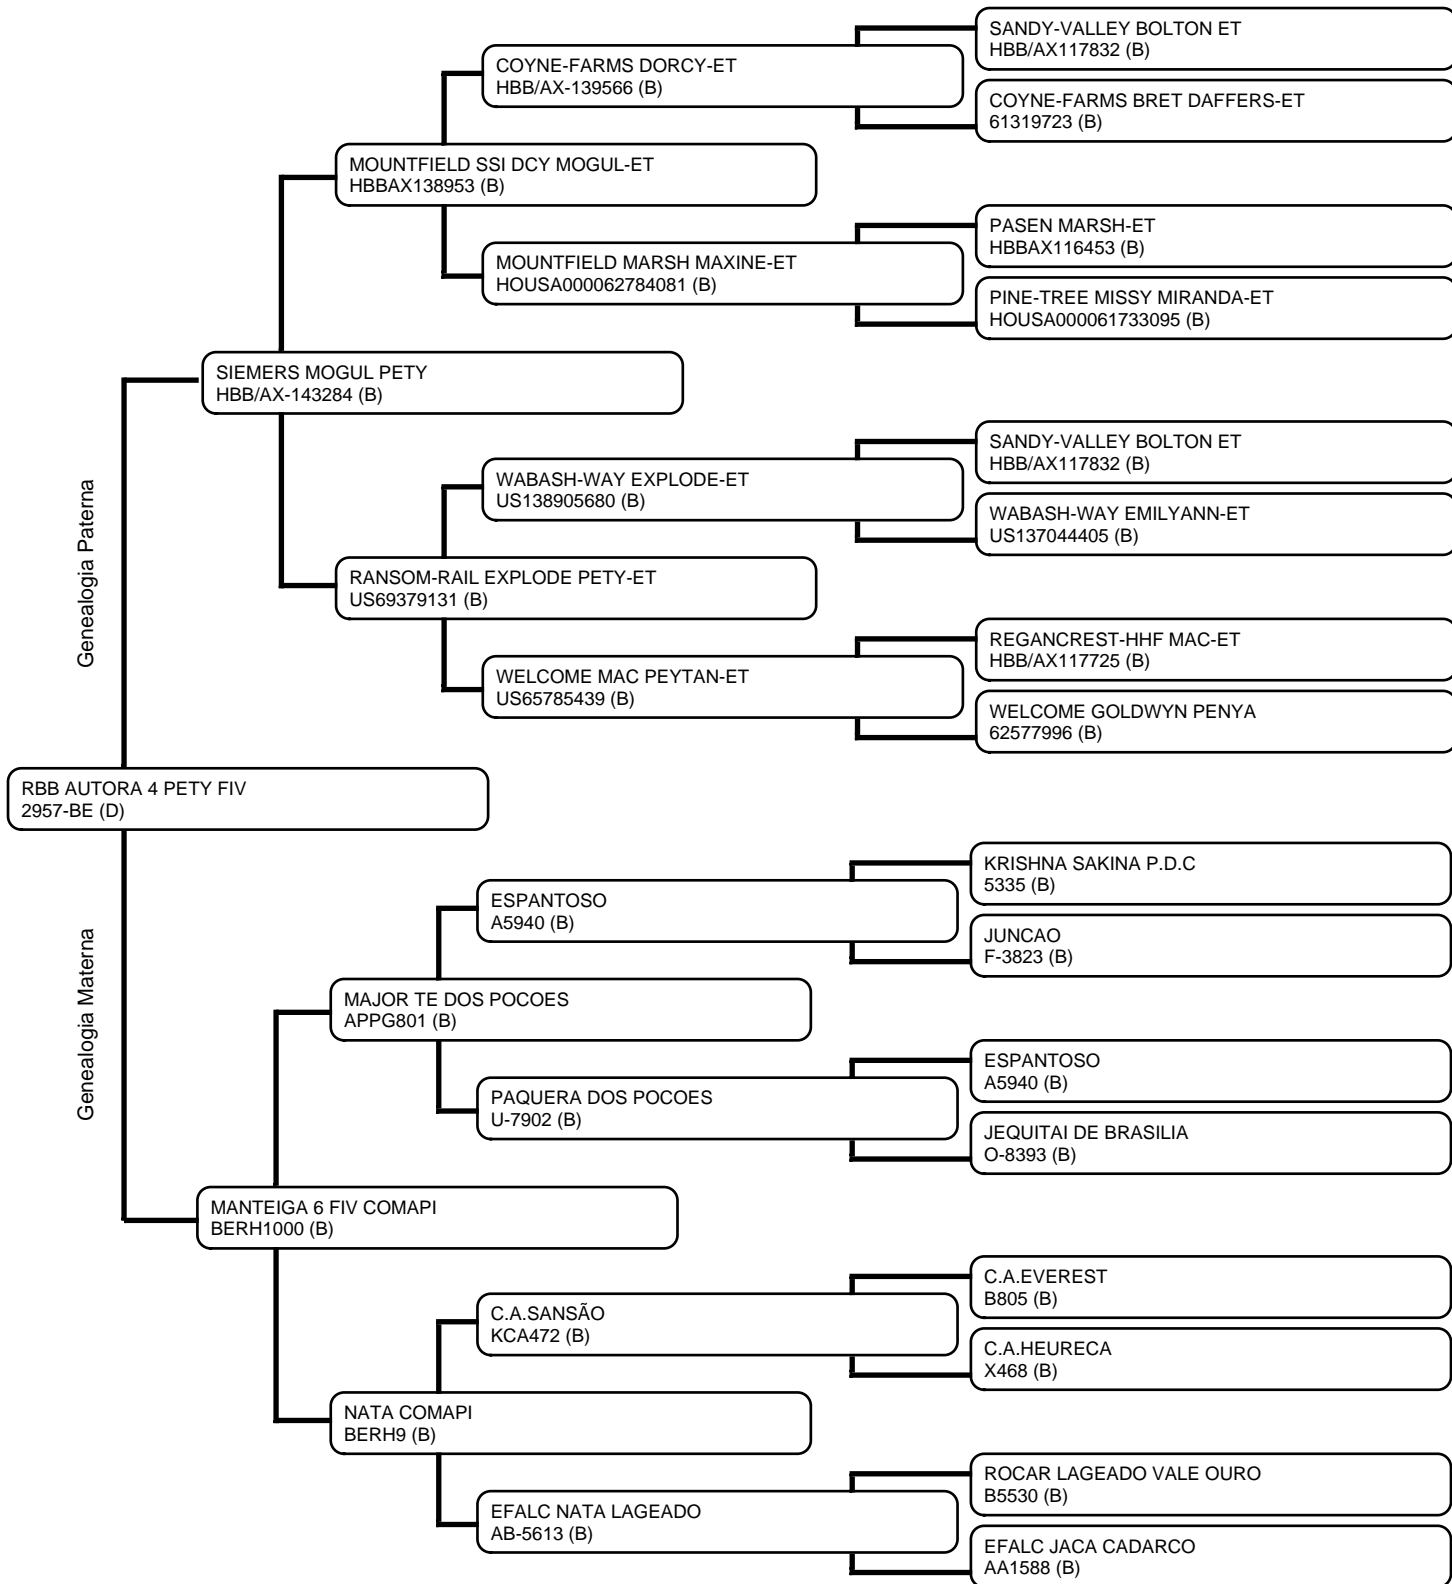 SANDY-VALLEY BOLTON ET
HBB/AX117832 (B)
COYNE-FARMS DORCY-ET
HBB/AX-139566 (B)
COYNE-FARMS BRET DAFFERS-ET
61319723 (B)
MOUNTFIELD SSI DCY MOGUL-ET
HBBAX138953 (B)
PASEN MARSH-ET
HBBAX116453 (B)
MOUNTFIELD MARSH MAXINE-ET
HOUSA000062784081 (B)
PINE-TREE MISSY MIRANDA-ET
HOUSA000061733095 (B)
SIEMERS MOGUL PETY
HBB/AX-143284 (B)
SANDY-VALLEY BOLTON ET
HBB/AX117832 (B)
WABASH-WAY EXPLODE-ET
US138905680 (B)
WABASH-WAY EMILYANN-ET
US137044405 (B)
Genealogia Paterna
RANSOM-RAIL EXPLODE PETY-ET
US69379131 (B)
REGANCREST-HHF MAC-ET
HBB/AX117725 (B)
WELCOME MAC PEYTAN-ET
US65785439 (B)
WELCOME GOLDWYN PENYA
62577996 (B)
RBB AUTORA 4 PETY FIV
2957-BE (D)
KRISHNA SAKINA P.D.C
5335 (B)
ESPANTOSO
A5940 (B)
JUNCAO
F-3823 (B)
Genealogia Materna
MAJOR TE DOS POCOES
APPG801 (B)
ESPANTOSO
A5940 (B)
PAQUERA DOS POCOES
U-7902 (B)
JEQUITAI DE BRASILIA
O-8393 (B)
MANTEIGA 6 FIV COMAPI
BERH1000 (B)
C.A.EVEREST
B805 (B)
C.A.SANSÃO
KCA472 (B)
C.A.HEURECA
X468 (B)
NATA COMAPI
BERH9 (B)
ROCAR LAGEADO VALE OURO
B5530 (B)
EFALC NATA LAGEADO
AB-5613 (B)
EFALC JACA CADARCO
AA1588 (B)